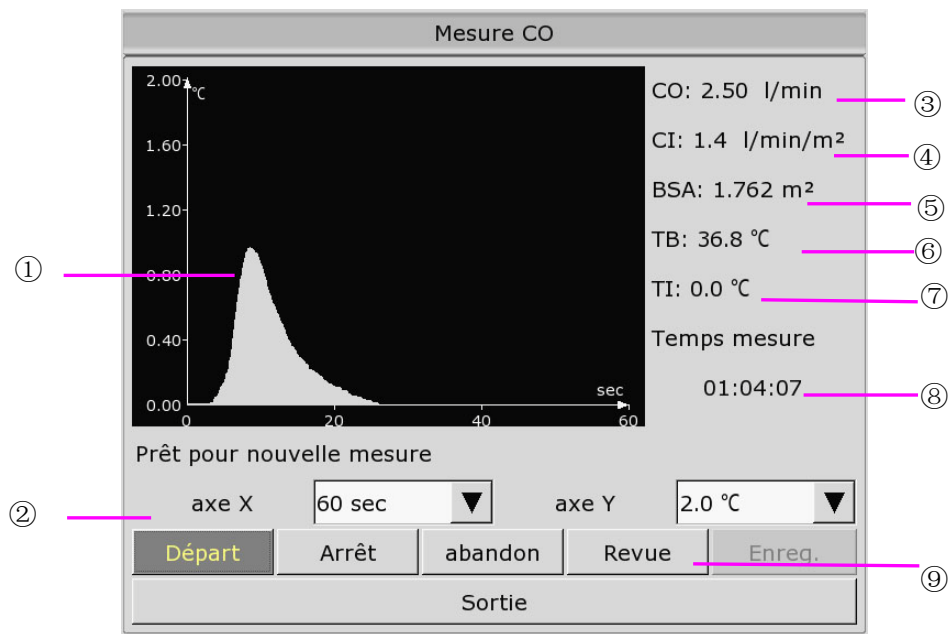 Mesure CO
2.00
°C
1.60
1.20
0.80
0.40
0.00
0 20 40 60
sec
CO: 2.50 l/min
CI: 1.4 l/min/m²
BSA: 1.762 m²
TB: 36.8 °C
TI: 0.0 °C
Temps mesure
01:04:07
①
②
③
④
⑤
⑥
⑦
⑧
⑨
Prêt pour nouvelle mesure
axe X 60 sec ▼ axe Y 2.0 °C ▼
Départ Arrêt abandon Revue Enreg.
Sortie